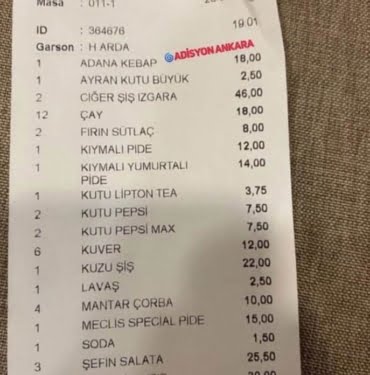 Masa : 011-1
19.01
ID : 364676
Garson : H ARDA
@ADİSYONANKARA
1 ADANA KEBAP 18,00
1 AYRAN KUTU BÜYÜK 2,50
2 CİĞER ŞİŞ IZGARA 46,00
12 ÇAY 18,00
2 FIRIN SÜTLAÇ 8,00
1 KIYMALI PİDE 12,00
1 KIYMALI YUMURTALI 14,00
PİDE
1 KUTU LİPTON TEA 3,75
2 KUTU PEPSİ 7,50
2 KUTU PEPSİ MAX 7,50
6 KUVER 12,00
1 KUZU ŞİŞ 22,00
1 LAVAŞ 2,50
4 MANTAR ÇORBA 10,00
1 MECLİS SPECIAL PİDE 15,00
1 SODA 1,50
3 ŞEFİN SALATA 25,50